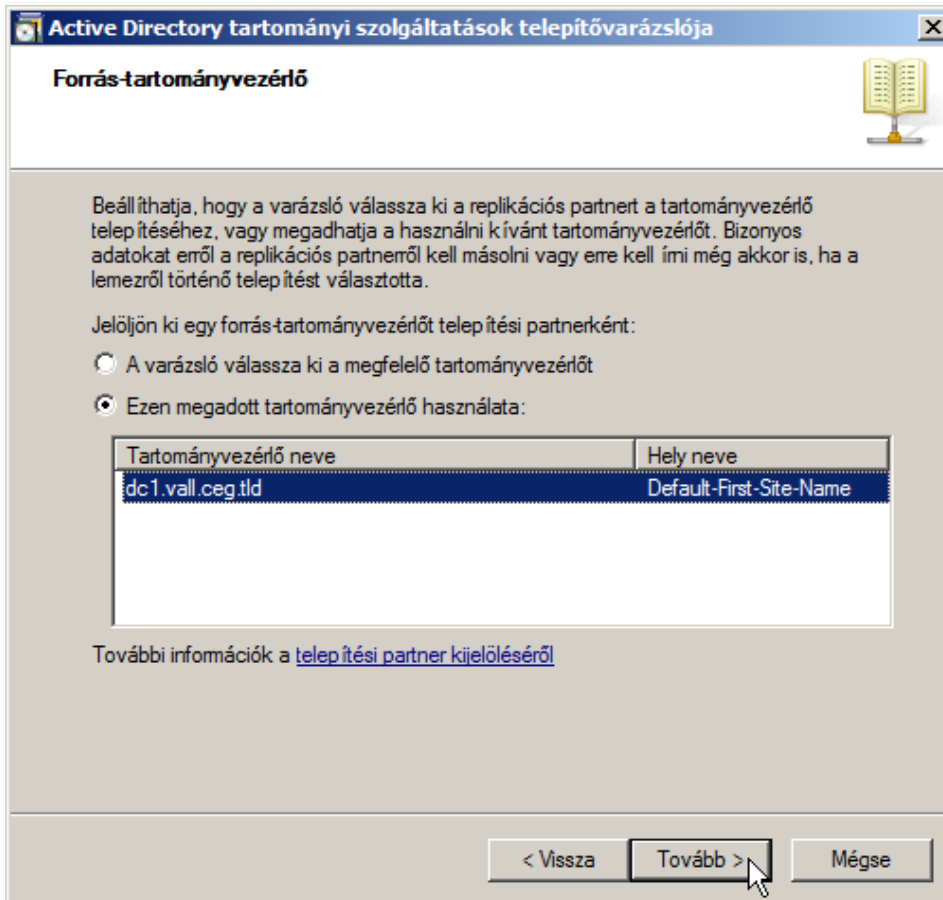 Active Directory tartományi szolgáltatások telepítővarázslója
Forrás-tartományvezérlő
Beállíthatja, hogy a varázsló válassza ki a replikációs partnert a tartományvezérlő
telepítéséhez, vagy megadhatja a használni kívánt tartományvezérlőt. Bizonyos
adatokat erről a replikációs partnerről kell másolni vagy erre kell írni még akkor is, ha a
lemezről történő telepítést választotta.
Jelöljön ki egy forrás-tartományvezérlőt telepítési partnerként:
A varázsló válassza ki a megfelelő tartományvezérlőt
Ezen megadott tartományvezérlő használata:
Tartományvezérlő neve Hely neve
dc1.vall.ceg.tld Default-First-Site-Name
További információk a telepítési partner kijelöléséről
< Vissza Tovább > Mégse